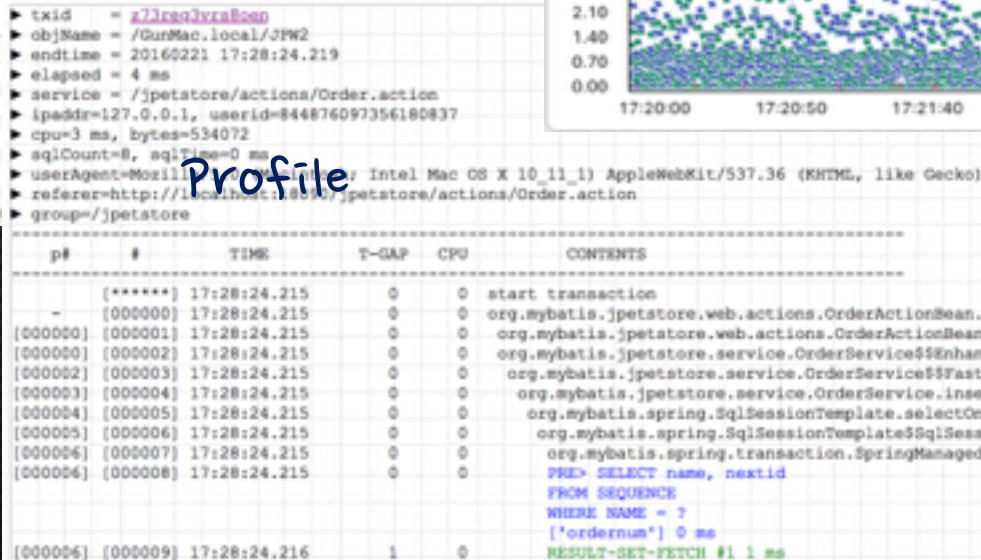 ▶ txid    = z73req3vra8oen
▶ objName = /GunMac.local/JPW2
▶ endtime = 20160221 17:28:24.219
▶ elapsed = 4 ms
▶ service = /jpetstore/actions/Order.action
▶ ipaddr=127.0.0.1, userid=844876097356180837
▶ cpu=3 ms, bytes=534072
▶ sqlCount=8, sqlTime=0 ms
▶ userAgent=Mozil Intel Mac OS X 10_11_1) AppleWebKit/537.36 (KHTML, like Gecko)
Profile
▶ referer=http://localhost: /jpetstore/actions/Order.action
▶ group=/jpetstore
2.10
1.40
0.70
0.00
17:20:00 17:20:50 17:21:40
p# # TIME T-GAP CPU CONTENTS
[******] 17:28:24.215 0 0 start transaction
- [000000] 17:28:24.215 0 0 org.mybatis.jpetstore.web.actions.OrderActionBean.
[000000] [000001] 17:28:24.215 0 0 org.mybatis.jpetstore.web.actions.OrderActionBean
[000000] [000002] 17:28:24.215 0 0 org.mybatis.jpetstore.service.OrderService$$Enhan
[000002] [000003] 17:28:24.215 0 0 org.mybatis.jpetstore.service.OrderService$$Fast
[000003] [000004] 17:28:24.215 0 0 org.mybatis.jpetstore.service.OrderService.inse
[000004] [000005] 17:28:24.215 0 0 org.mybatis.spring.SqlSessionTemplate.selectOn
[000005] [000006] 17:28:24.215 0 0 org.mybatis.spring.SqlSessionTemplate$SqlSess
[000006] [000007] 17:28:24.215 0 0 org.mybatis.spring.transaction.SpringManaged
[000006] [000008] 17:28:24.215 0 0 PRE> SELECT name, nextid
FROM SEQUENCE
WHERE NAME = ?
['ordernum'] 0 ms
[000006] [000009] 17:28:24.216 1 0 RESULT-SET-FETCH #1 1 ms